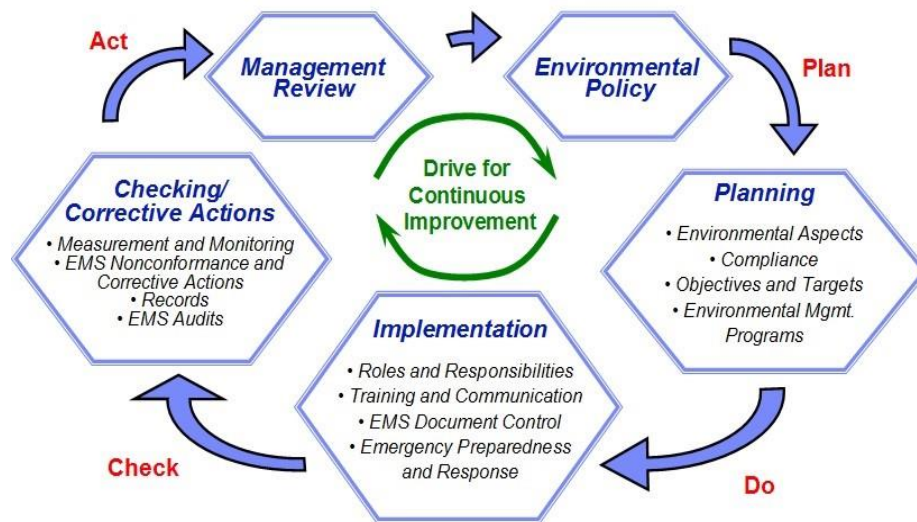 Act
Management
Review
Environmental
Policy
Plan
Drive for
Continuous
Improvement
Planning
• Environmental Aspects
• Compliance
• Objectives and Targets
• Environmental Mgmt.
Programs
Do
Implementation
• Roles and Responsibilities
• Training and Communication
• EMS Document Control
• Emergency Preparedness
and Response
Check
Checking/
Corrective Actions
• Measurement and Monitoring
• EMS Nonconformance and
Corrective Actions
• Records
• EMS Audits